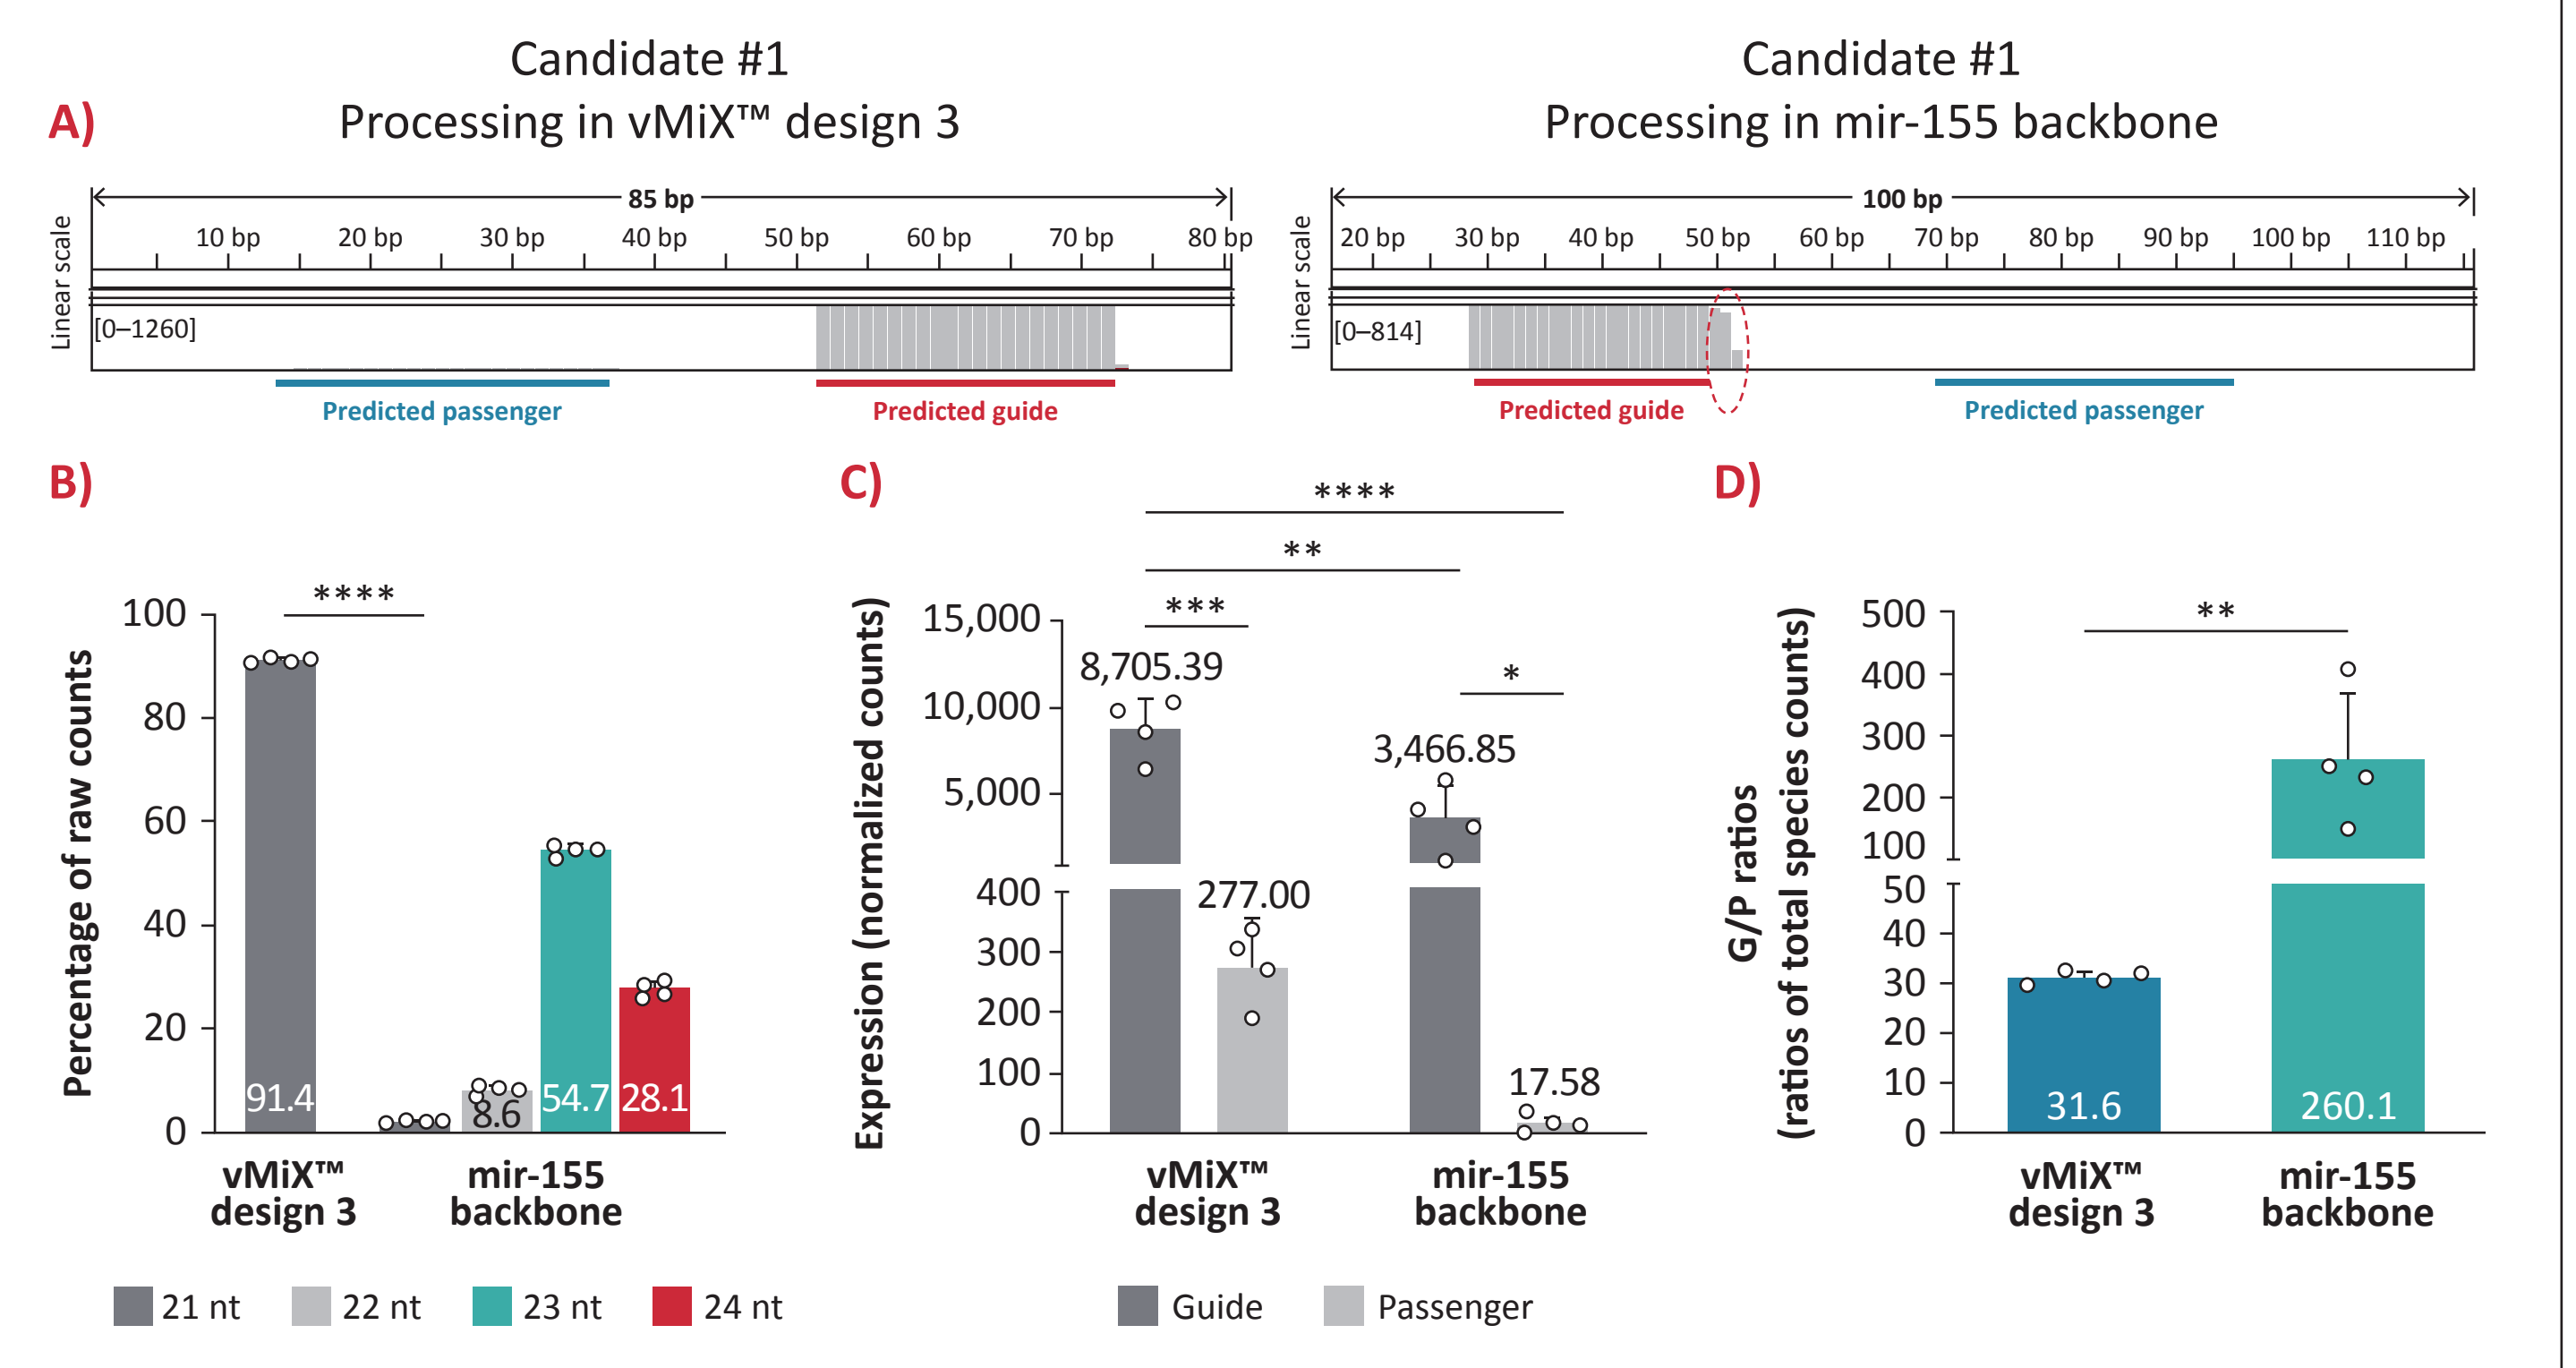 Candidate #1
Processing in vMiX™ design 3
Candidate #1
Processing in mir-155 backbone
A)
Linear scale
85 bp
10 bp 20 bp 30 bp 40 bp 50 bp 60 bp 70 bp 80 bp
[0–1260]
Predicted passenger
Predicted guide
Linear scale
100 bp
20 bp 30 bp 40 bp 50 bp 60 bp 70 bp 80 bp 90 bp 100 bp 110 bp
[0–814]
Predicted guide
Predicted passenger
B)
Percentage of raw counts
100
80
60
40
20
0
****
91.4
8.6
54.7
28.1
vMiX™
design 3
mir-155
backbone
21 nt 22 nt 23 nt 24 nt
C)
Expression (normalized counts)
15,000
10,000
5,000
400
300
200
100
0
****
**
***
*
8,705.39
277.00
3,466.85
17.58
vMiX™
design 3
mir-155
backbone
Guide Passenger
D)
G/P ratios
(ratios of total species counts)
500
400
300
200
100
50
40
30
20
10
0
**
31.6
260.1
vMiX™
design 3
mir-155
backbone